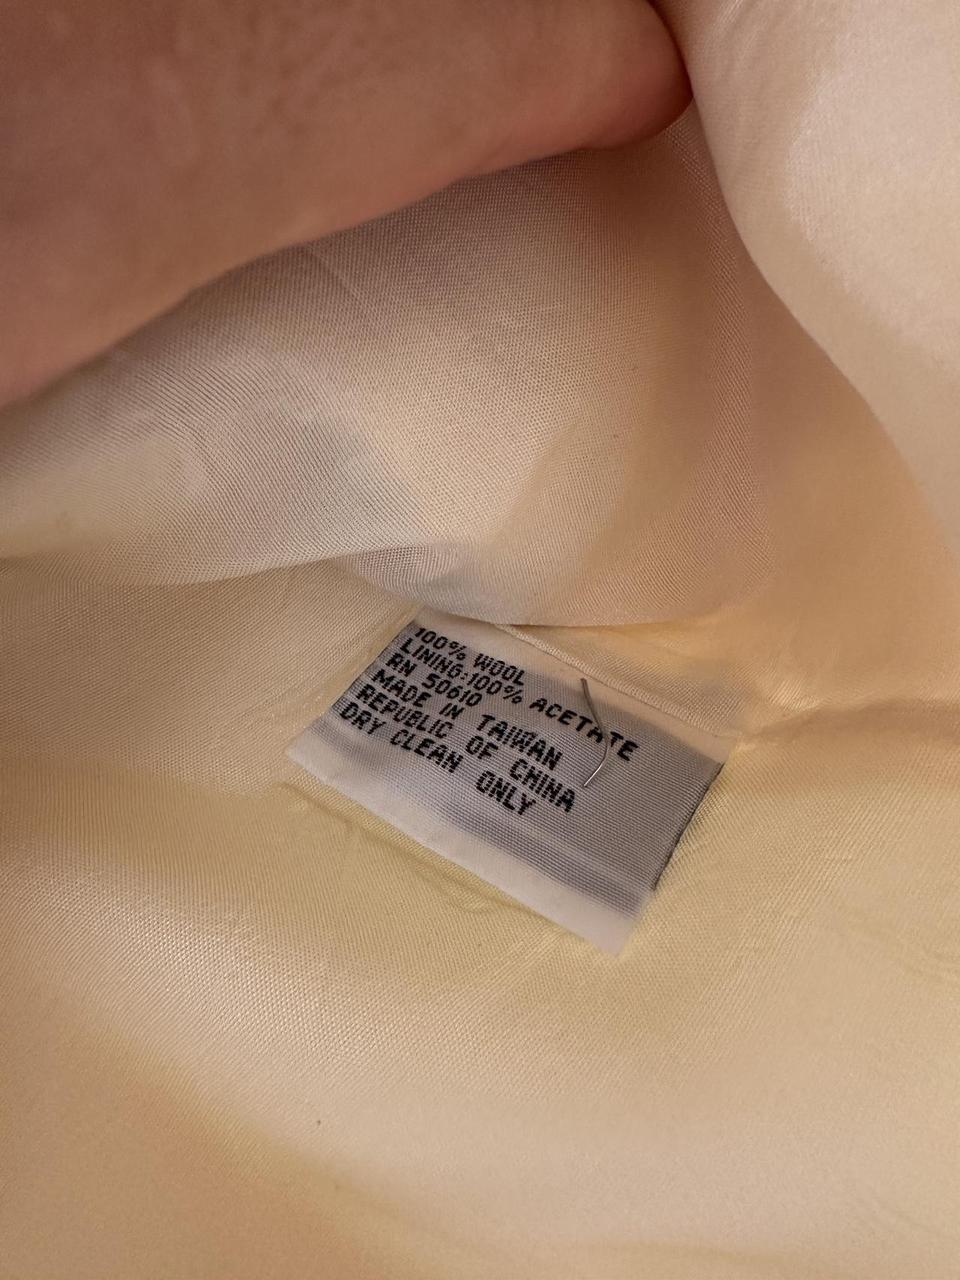 100% WOOL
LINING:100% ACETATE
RN 50610
MADE IN TAIWAN
REPUBLIC OF CHINA
DRY CLEAN ONLY